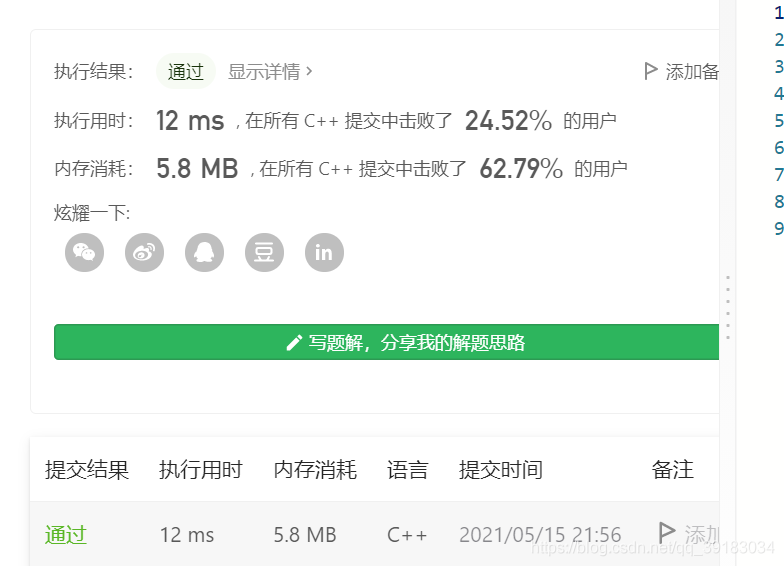 执行结果: 通过 显示详情 > 添加备
执行用时: 12 ms , 在所有 C++ 提交中击败了 24.52% 的用户
内存消耗: 5.8 MB , 在所有 C++ 提交中击败了 62.79% 的用户
炫耀一下:
豆 in
写题解，分享我的解题思路
提交结果 执行用时 内存消耗 语言 提交时间 备注
通过 12 ms 5.8 MB C++ 2021/05/15 21:56 添加
https://blog.csdn.net/qq_39183034
1
2
3
4
5
6
7
8
9